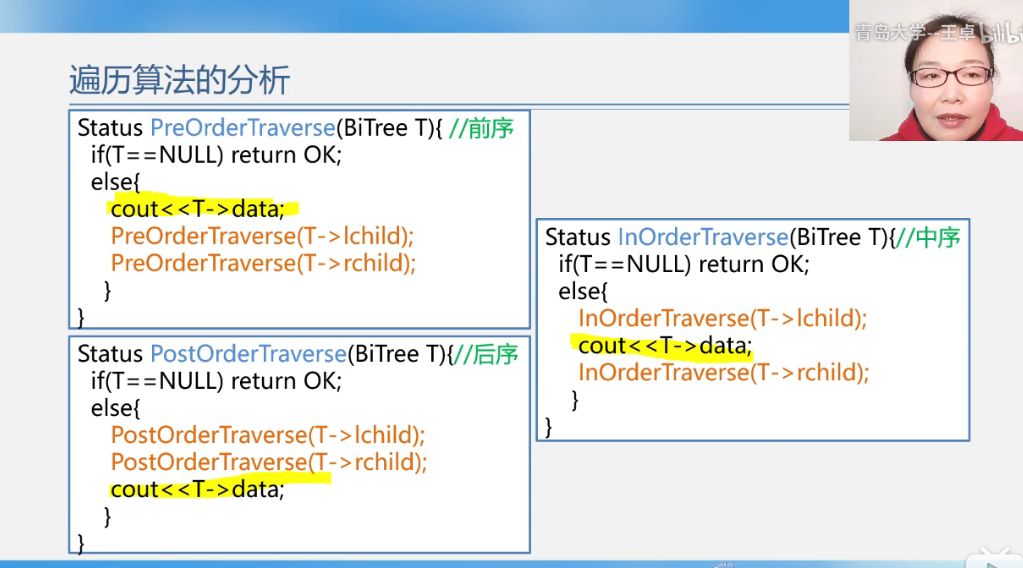 青岛大学--王卓
bilibi
遍历算法的分析
Status PreOrderTraverse(BiTree T){ //前序
if(T==NULL) return OK;
else{
cout<<T->data;
PreOrderTraverse(T->lchild);
PreOrderTraverse(T->rchild);
}
}
Status InOrderTraverse(BiTree T){//中序
if(T==NULL) return OK;
else{
InOrderTraverse(T->lchild);
cout<<T->data;
InOrderTraverse(T->rchild);
}
}
Status PostOrderTraverse(BiTree T){//后序
if(T==NULL) return OK;
else{
PostOrderTraverse(T->lchild);
PostOrderTraverse(T->rchild);
cout<<T->data;
}
}